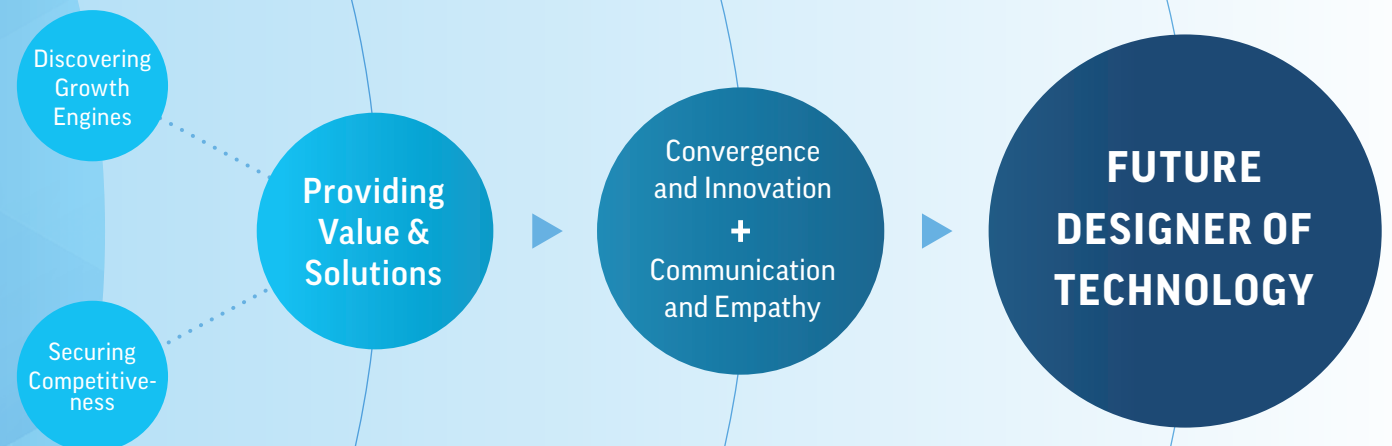 Discovering
Growth
Engines
Securing
Competitive-
ness
Providing
Value &
Solutions
Convergence
and Innovation
+
Communication
and Empathy
FUTURE
DESIGNER OF
TECHNOLOGY